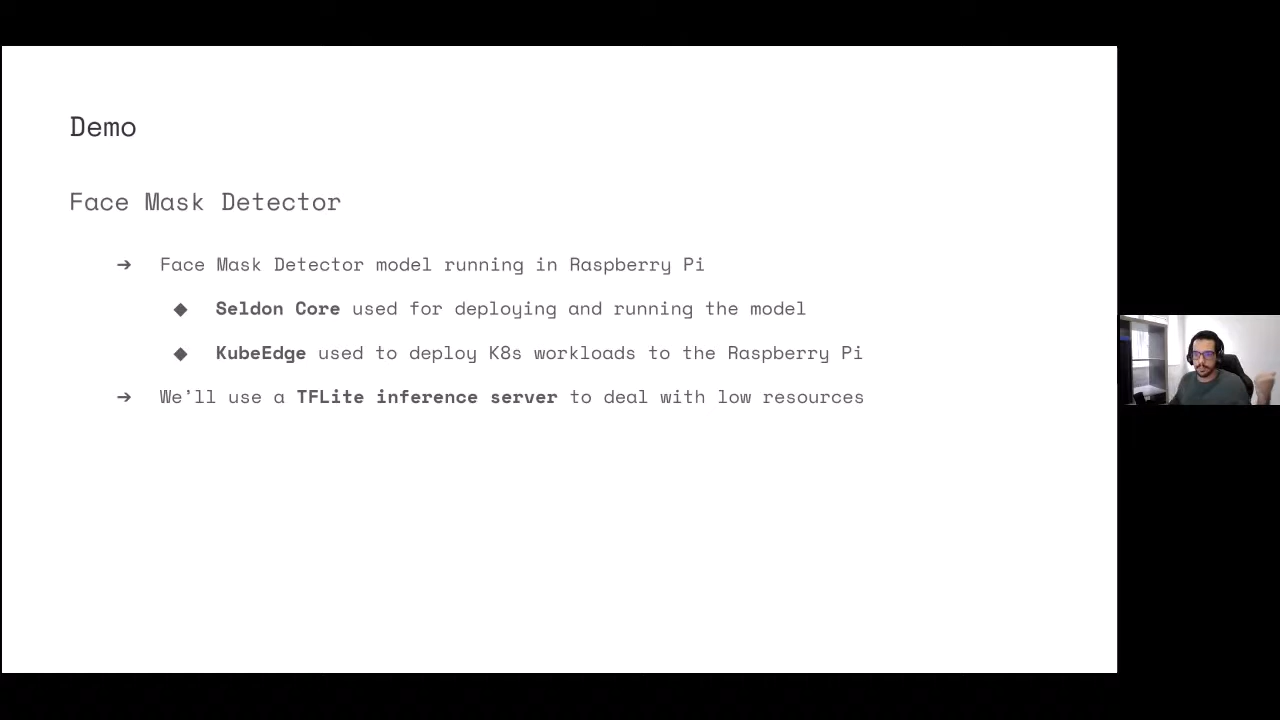 Demo
Face Mask Detector
➔ Face Mask Detector model running in Raspberry Pi
◆ Seldon Core used for deploying and running the model
◆ KubeEdge used to deploy K8s workloads to the Raspberry Pi
➔ We'll use a TFLite inference server to deal with low resources